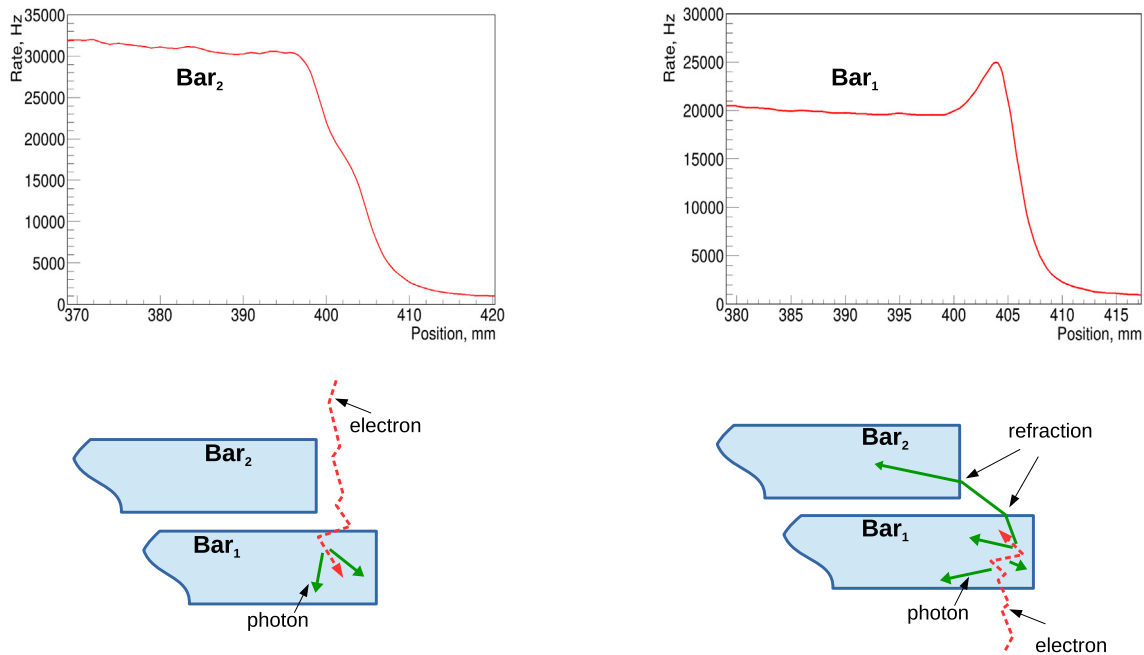 Rate, Hz
35000
30000
25000
20000
15000
10000
5000
0
Bar2
370 380 390 400 410 420
Position, mm
Rate, Hz
30000
25000
20000
15000
10000
5000
0
Bar1
380 385 390 395 400 405 410 415
Position, mm
electron
Bar2
Bar1
photon
refraction
Bar2
Bar1
photon
electron